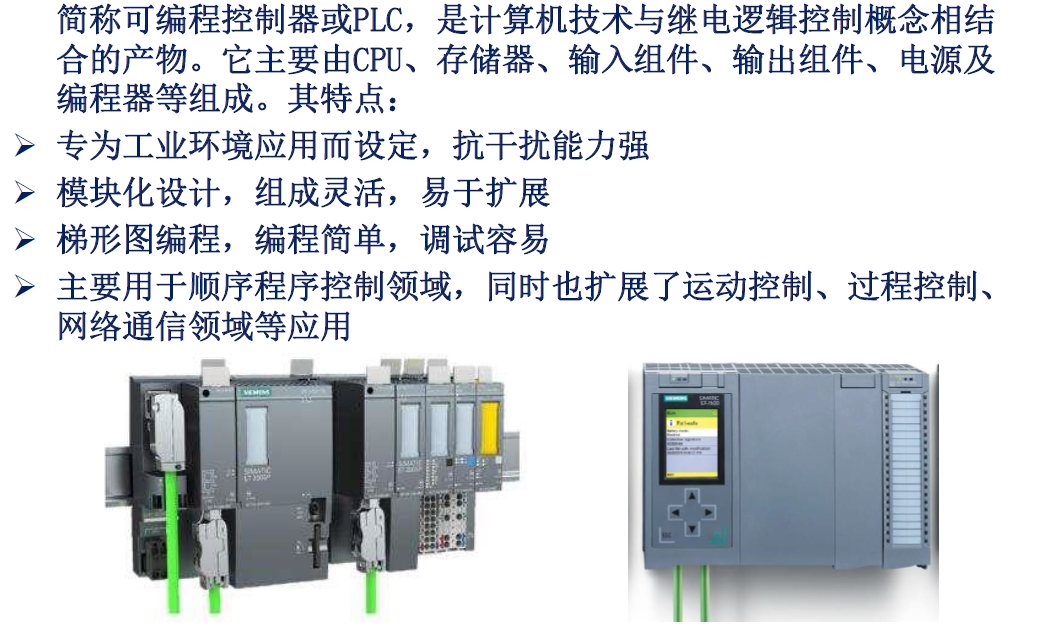 简称可编程控制器或PLC，是计算机技术与继电逻辑控制概念相结
合的产物。它主要由CPU、存储器、输入组件、输出组件、电源及
编程器等组成。其特点：
➢ 专为工业环境应用而设定，抗干扰能力强
➢ 模块化设计，组成灵活，易于扩展
➢ 梯形图编程，编程简单，调试容易
➢ 主要用于顺序程序控制领域，同时也扩展了运动控制、过程控制、
网络通信领域等应用
SIEMENS
SIMATIC
ET 200SP
SIMATIC
ET 200SP
SIEMENS
SIMATIC
S7-1500